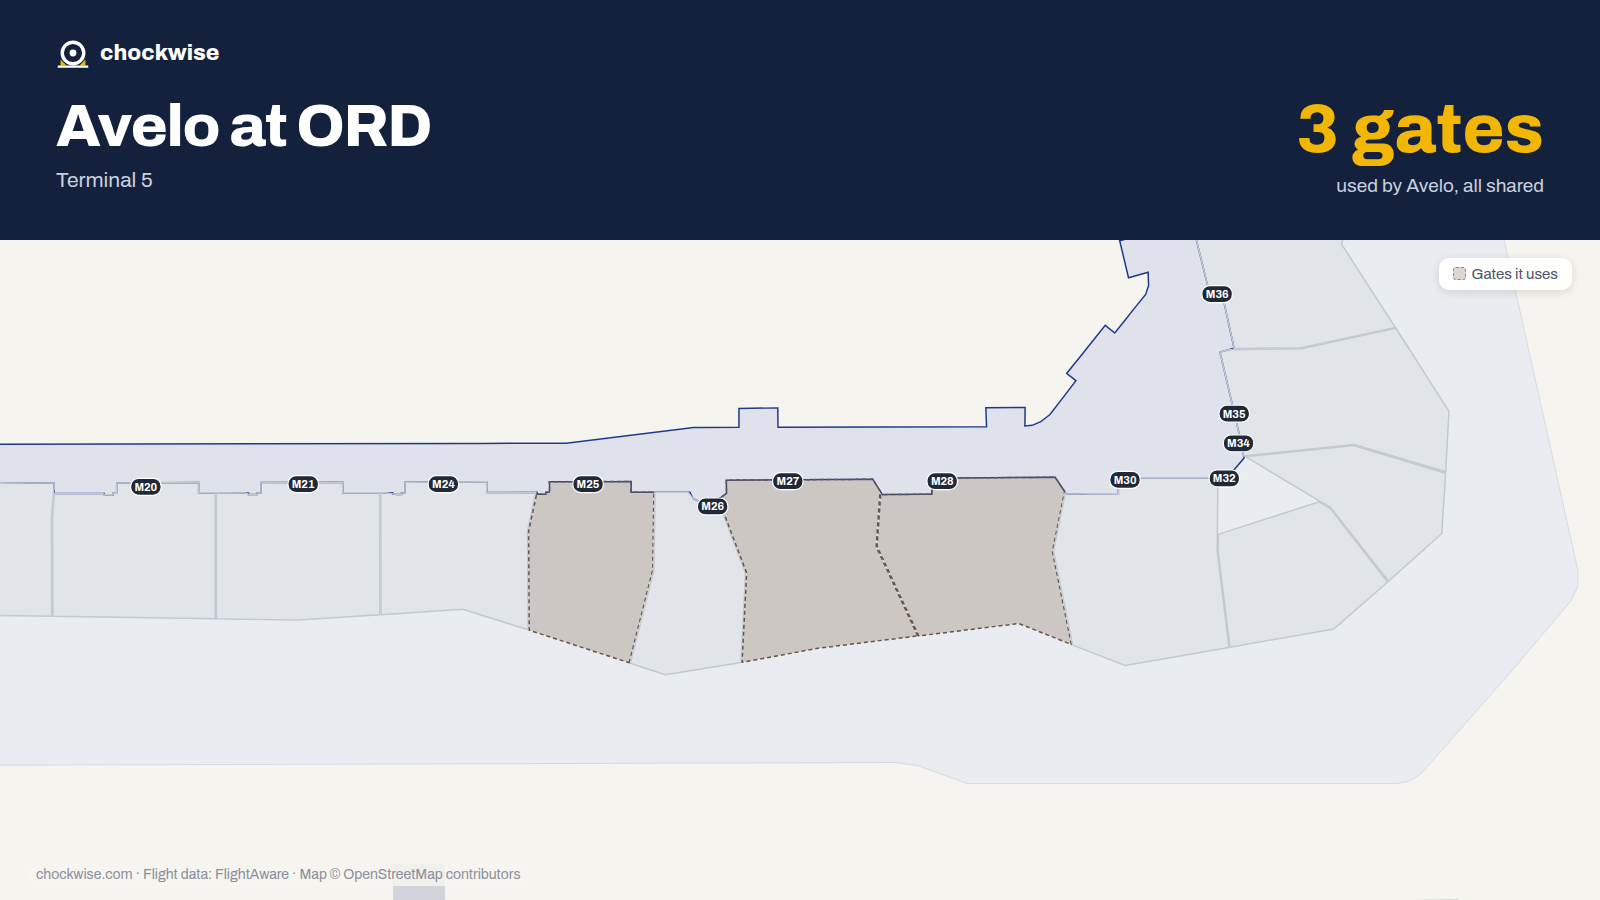 chockwise
Avelo at ORD
Terminal 5
3 gates
used by Avelo, all shared
Gates it uses
M36
M35
M34
M32
M30
M28
M27
M26
M25
M24
M21
M20
chockwise.com · Flight data: FlightAware · Map © OpenStreetMap contributors